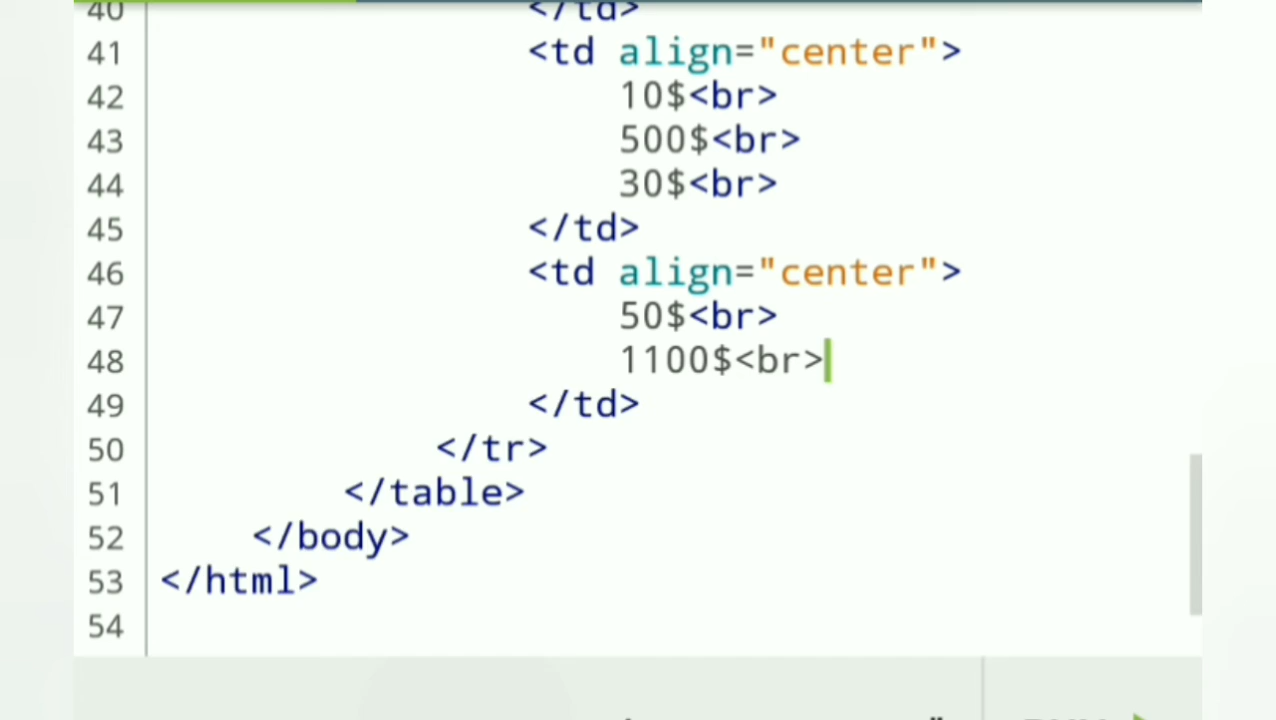 40 </td>
41 <td align="center">
42 10$<br>
43 500$<br>
44 30$<br>
45 </td>
46 <td align="center">
47 50$<br>
48 1100$<br>
49 </td>
50 </tr>
51 </table>
52 </body>
53 </html>
54